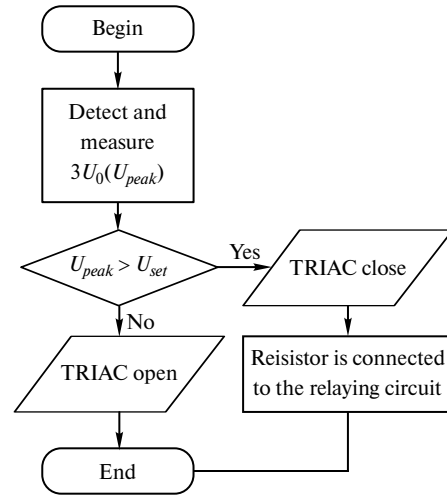 Begin
Detect and
measure
3U₀(Uₚₑₐₖ)
Uₚₑₐₖ > Uₛₑₜ
Yes
TRIAC close
No
TRIAC open
Reisistor is connected
to the relaying circuit
End